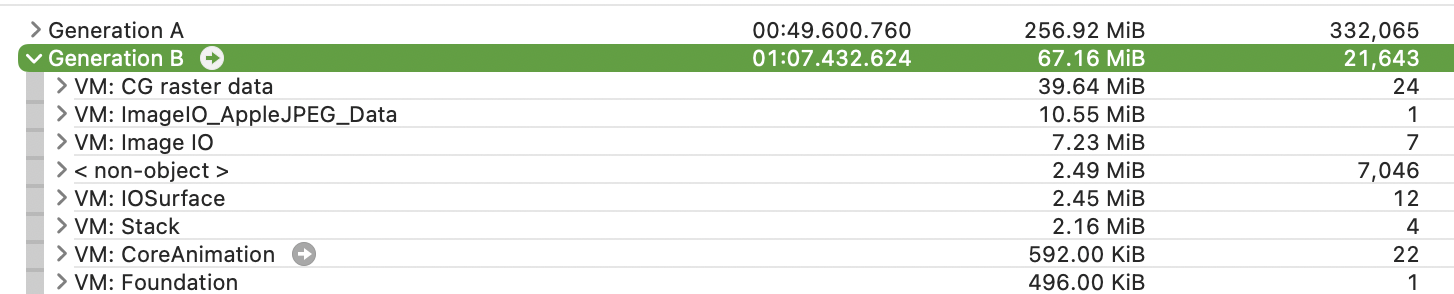 Generation A 00:49.600.760 256.92 MiB 332,065
Generation B 01:07.432.624 67.16 MiB 21,643
VM: CG raster data 39.64 MiB 24
VM: ImageIO_AppleJPEG_Data 10.55 MiB 1
VM: Image IO 7.23 MiB 7
< non-object > 2.49 MiB 7,046
VM: IOSurface 2.45 MiB 12
VM: Stack 2.16 MiB 4
VM: CoreAnimation 592.00 KiB 22
VM: Foundation 496.00 KiB 1